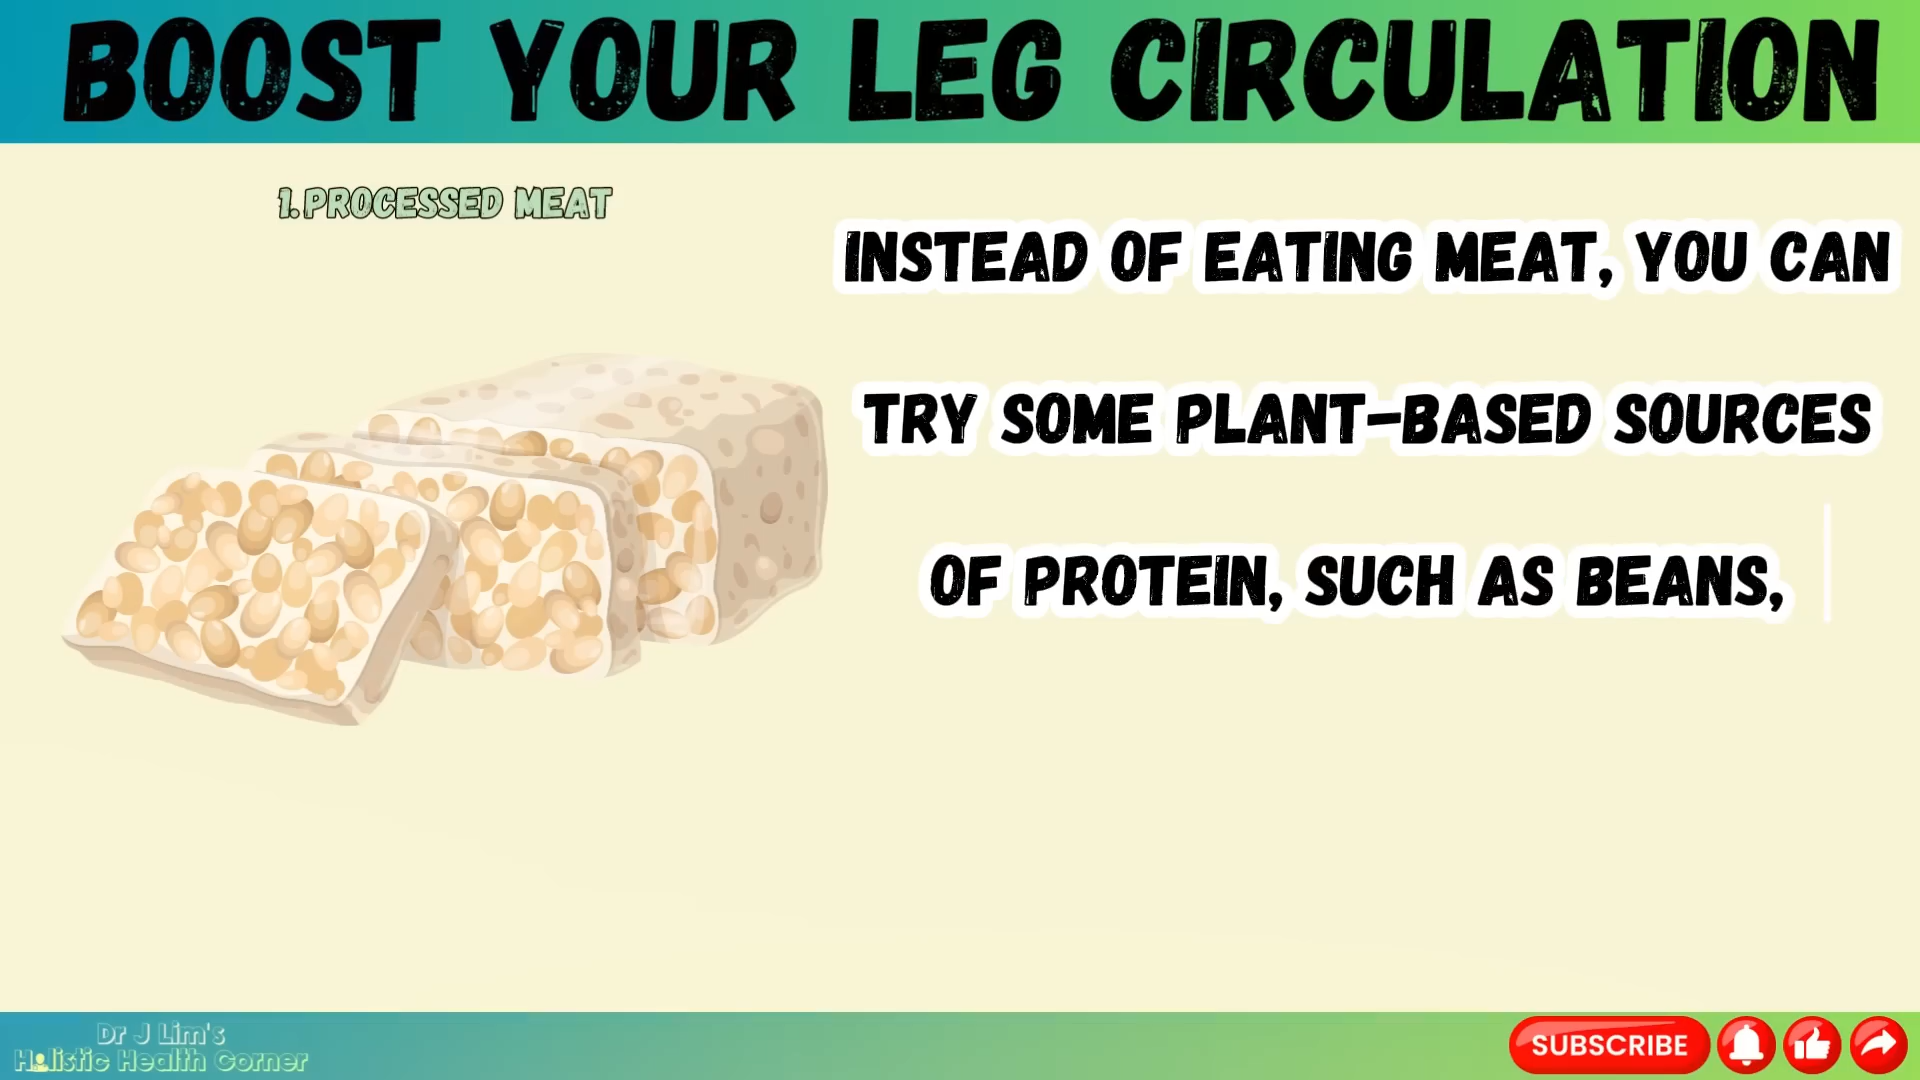 BOOST YOUR LEG CIRCULATION
1. PROCESSED MEAT
INSTEAD OF EATING MEAT, YOU CAN
TRY SOME PLANT-BASED SOURCES
OF PROTEIN, SUCH AS BEANS,
Dr J Lim's
Holistic Health Corner
SUBSCRIBE